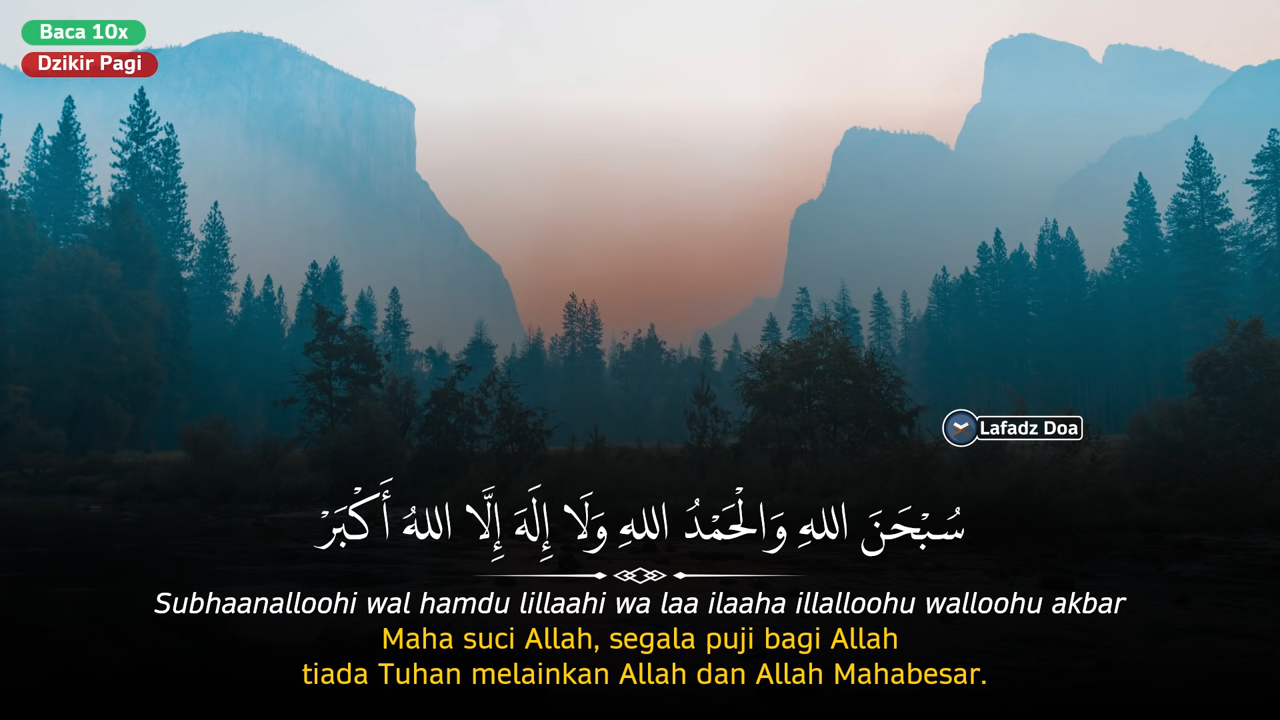 Baca 10x
Dzikir Pagi
Lafadz Doa
سُبْحَنَ اللهِ وَالْحَمْدُ اللهِ وَلَا إِلَهَ إِلَّا اللهُ أَكْبَرْ
Subhaanalloohi wal hamdu lillaahi wa laa ilaaha illalloohu walloohu akbar
Maha suci Allah, segala puji bagi Allah
tiada Tuhan melainkan Allah dan Allah Mahabesar.